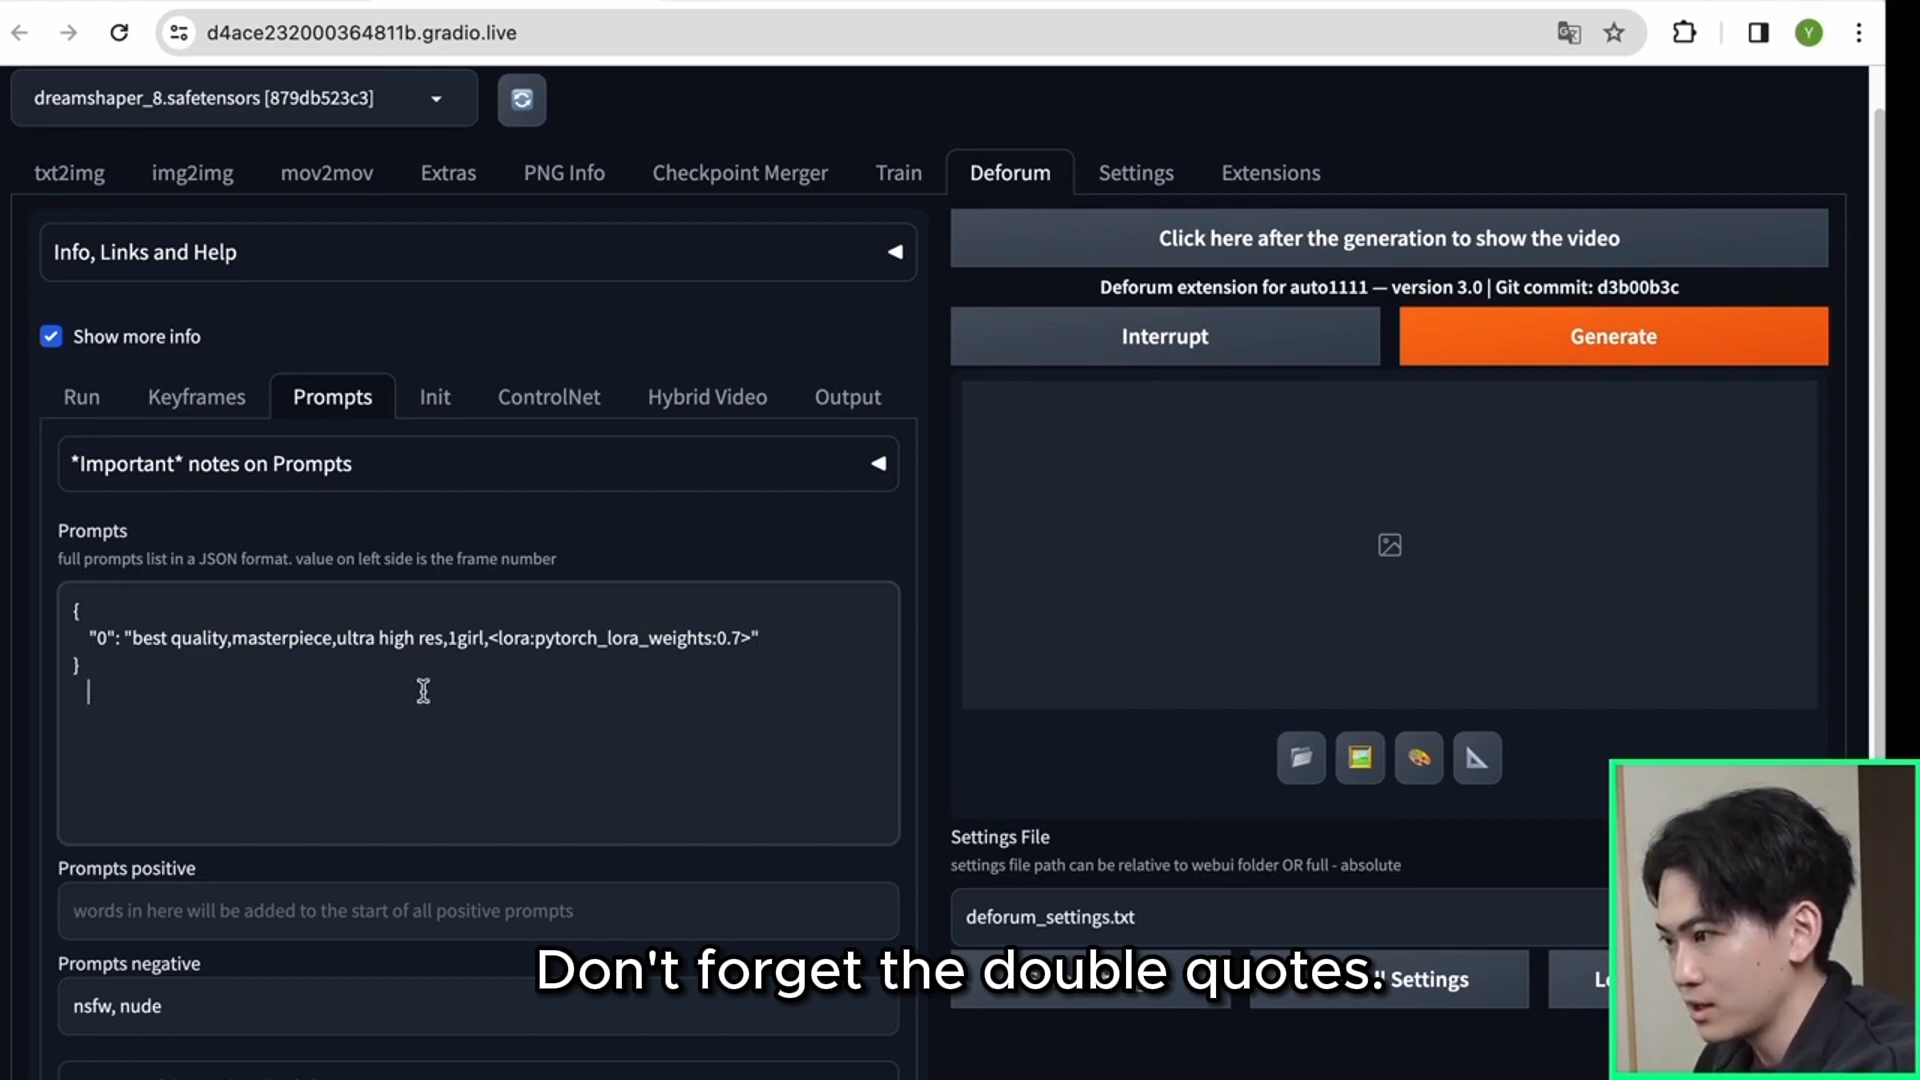 d4ace232000364811b.gradio.live
Y
dreamshaper_8.safetensors [879db523c3]
txt2img img2img mov2mov Extras PNG Info Checkpoint Merger Train Deforum Settings Extensions
Info, Links and Help
Show more info
Run Keyframes Prompts Init ControlNet Hybrid Video Output
*Important* notes on Prompts
Prompts
full prompts list in a JSON format. value on left side is the frame number
{
"0": "best quality,masterpiece,ultra high res,1girl,<lora:pytorch_lora_weights:0.7>"
}
Prompts positive
words in here will be added to the start of all positive prompts
Prompts negative
nsfw, nude
Click here after the generation to show the video
Deforum extension for auto1111 — version 3.0 | Git commit: d3b00b3c
Interrupt Generate
Settings File
settings file path can be relative to webui folder OR full - absolute
deforum_settings.txt
Settings
Don't forget the double quotes.